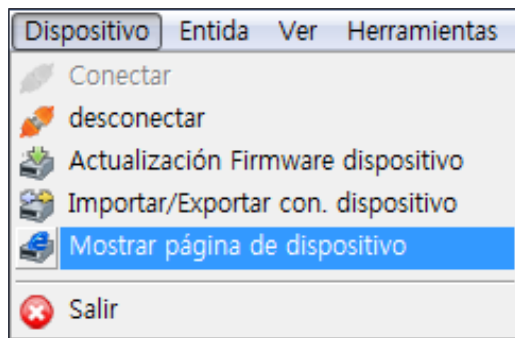 Dispositivo Entida Ver Herramientas
Conectar
desconectar
Actualización Firmware dispositivo
Importar/Exportar con. dispositivo
Mostrar página de dispositivo
Salir